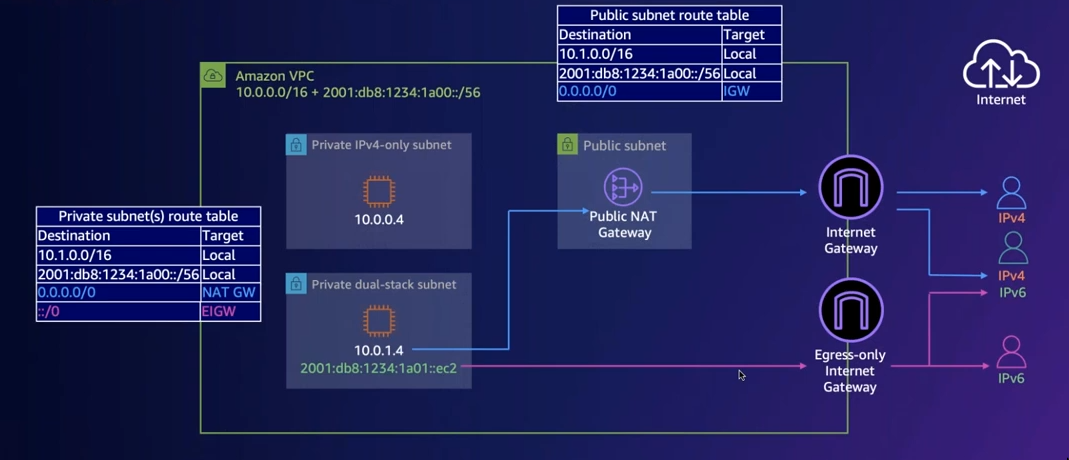 Public subnet route table
Destination Target
10.1.0.0/16 Local
2001:db8:1234:1a00::/56 Local
0.0.0.0/0 IGW
Internet
Amazon VPC
10.0.0.0/16 + 2001:db8:1234:1a00::/56
Private IPv4-only subnet
10.0.0.4
Public subnet
Public NAT
Gateway
Internet
Gateway
IPv4
IPv4
IPv6
Private subnet(s) route table
Destination Target
10.1.0.0/16 Local
2001:db8:1234:1a00::/56 Local
0.0.0.0/0 NAT GW
::/0 EIGW
Private dual-stack subnet
10.0.1.4
2001:db8:1234:1a01::ec2
Egress-only
Internet
Gateway
IPv6